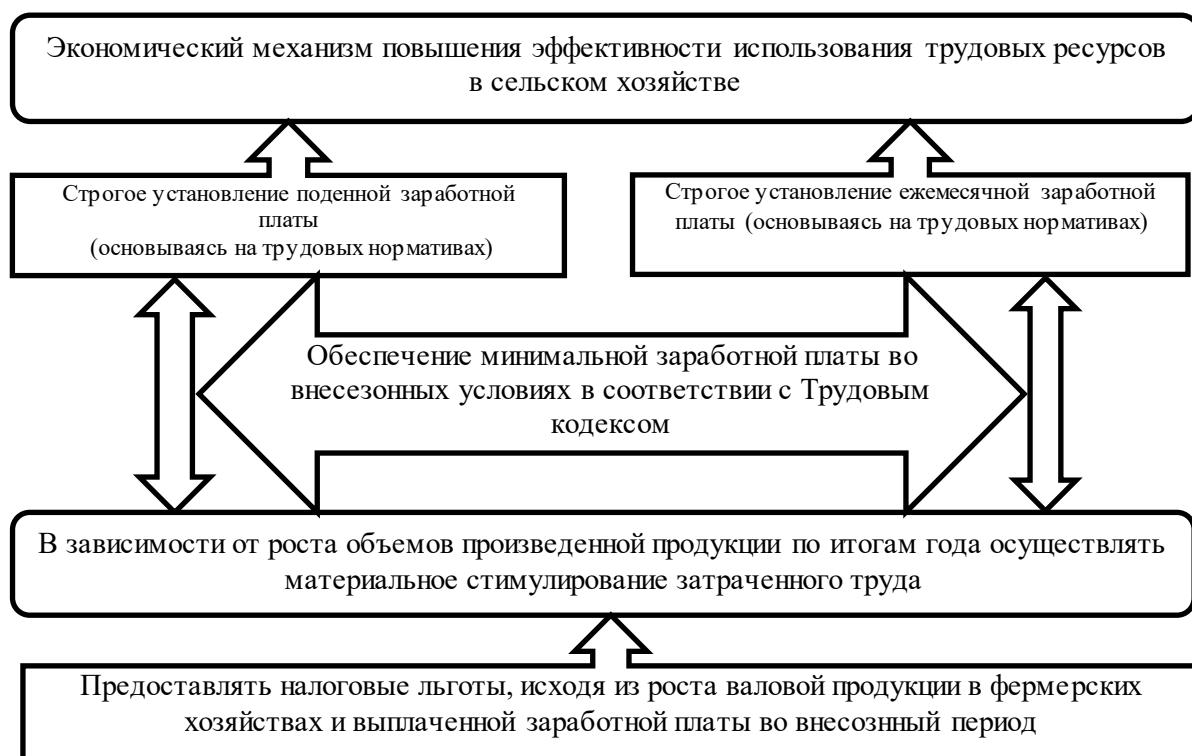 Экономический механизм повышения эффективности использования трудовых ресурсов
в сельском хозяйстве
Строгое установление поденной заработной
платы
(основываясь на трудовых нормативах)
Строгое установление ежемесячной заработной
платы (основываясь на трудовых нормативах)
Обеспечение минимальной заработной платы во
внесезонных условиях в соответствии с Трудовым
кодексом
В зависимости от роста объемов произведенной продукции по итогам года осуществлять
материальное стимулирование затраченного труда
Предоставлять налоговые льготы, исходя из роста валовой продукции в фермерских
хозяйствах и выплаченной заработной платы во внесознный период